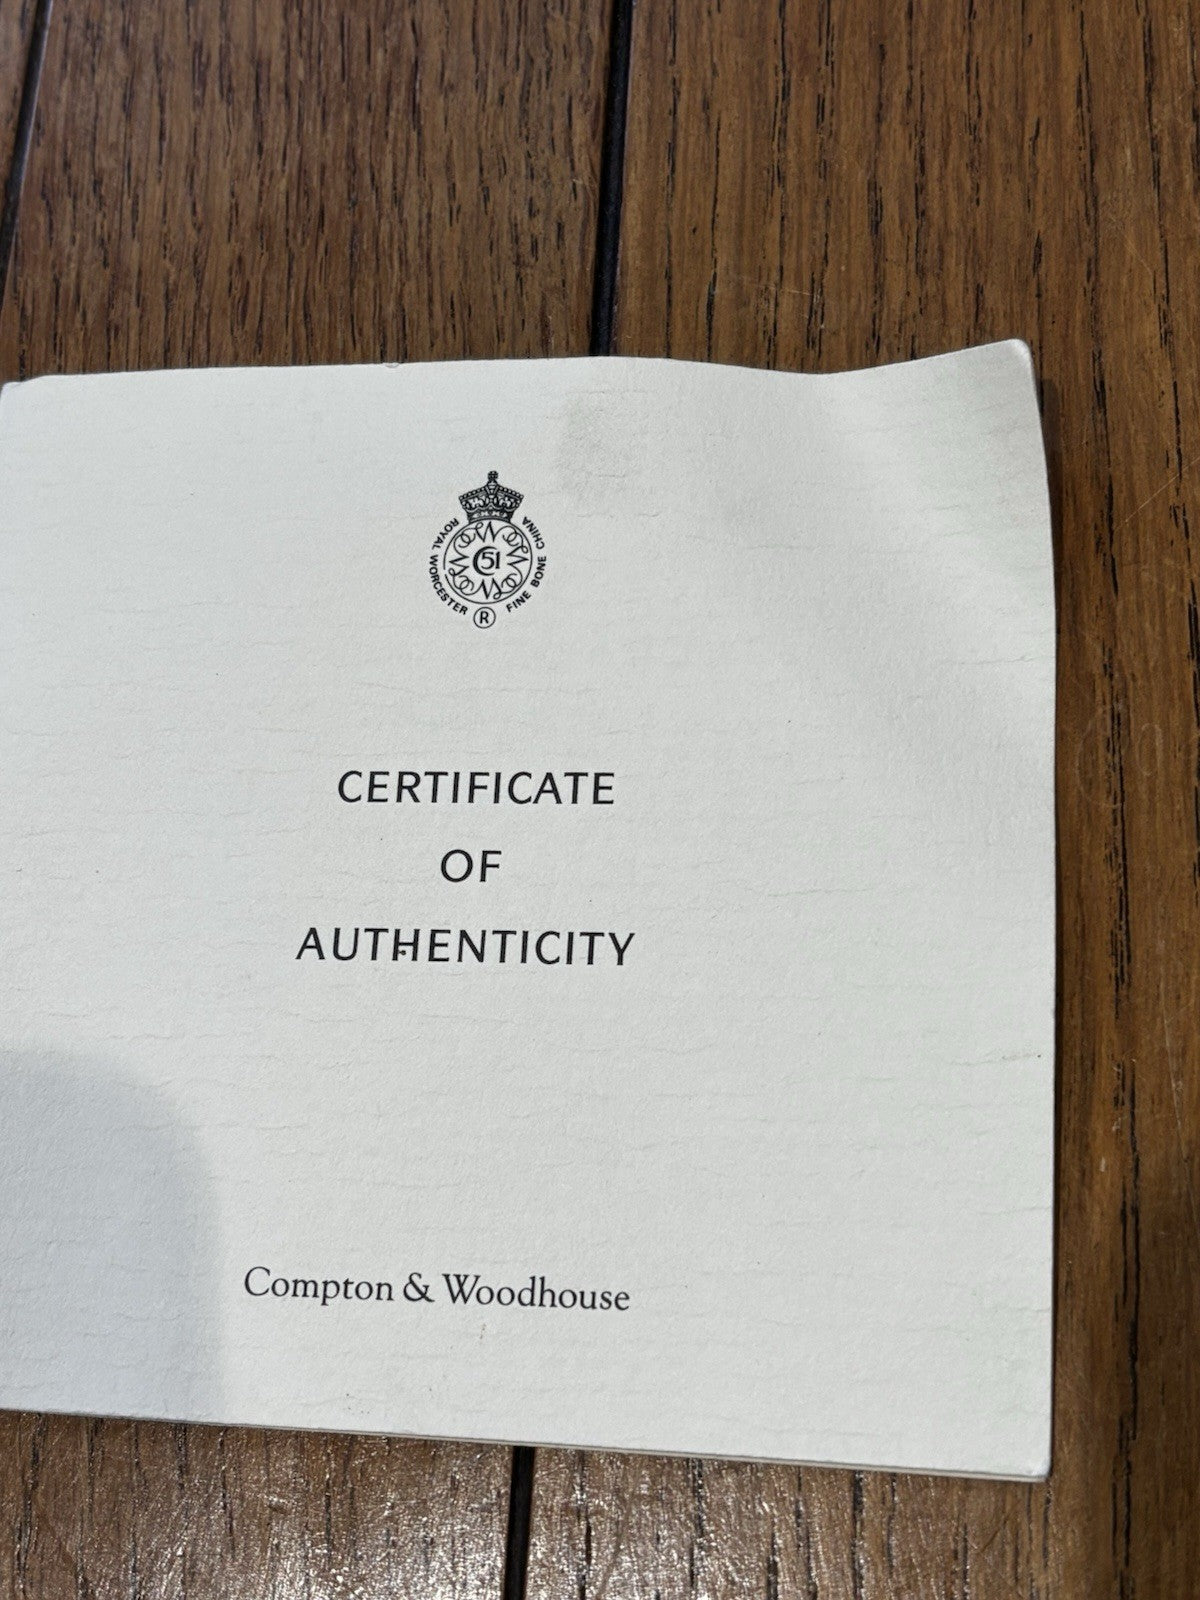 ROYAL WORCESTER
FINE BONE CHINA
51
R
CERTIFICATE
OF
AUTHENTICITY
Compton & Woodhouse